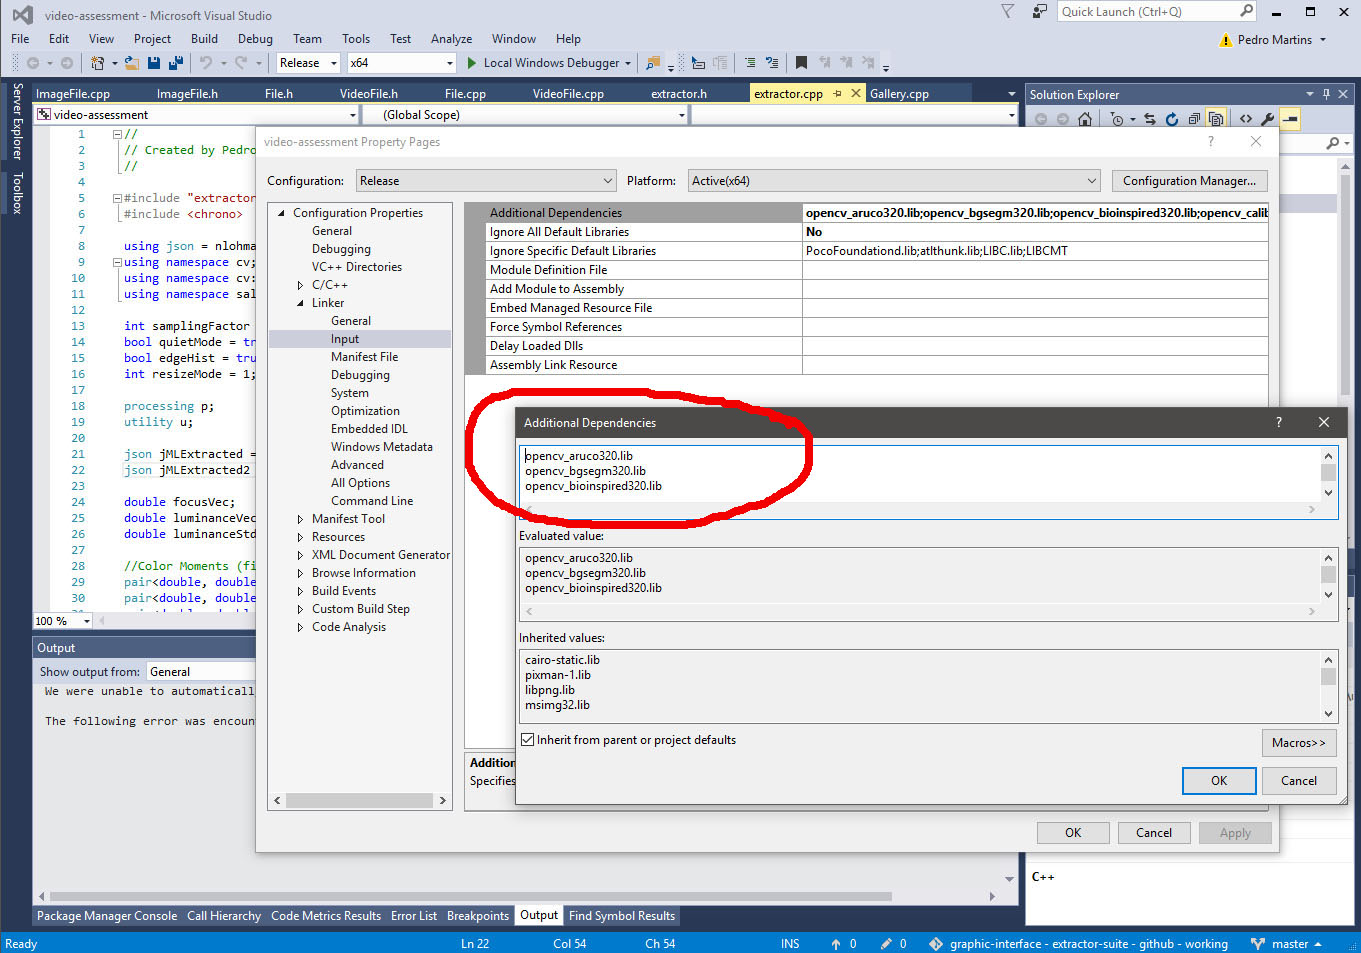 video-assessment - Microsoft Visual Studio
Quick Launch (Ctrl+Q)
File Edit View Project Build Debug Team Tools Test Analyze Window Help
Pedro Martins
Release x64 Local Windows Debugger
Server Explorer
Toolbox
ImageFile.cpp ImageFile.h File.h VideoFile.h File.cpp VideoFile.cpp extractor.h extractor.cpp Gallery.cpp
Solution Explorer
video-assessment (Global Scope)
1 //
2 // Created by Pedro
3 //
4
5 #include "extractor
6 #include <chrono>
7
8 using json = nlohma
9 using namespace cv;
10 using namespace cv:
11 using namespace sal
12
13 int samplingFactor
14 bool quietMode = tr
15 bool edgeHist = tru
16 int resizeMode = 1;
17
18 processing p;
19 utility u;
20
21 json jMLExtracted =
22 json jMLExtracted2
23
24 double focusVec;
25 double luminanceVec
26 double luminanceStd
27
28 //Color Moments (fi
29 pair<double, double
30 pair<double, double
100 %
video-assessment Property Pages
? 
Configuration: Release Platform: Active(x64) Configuration Manager...
Configuration Properties
General
Debugging
VC++ Directories
C/C++
Linker
General
Input
Manifest File
Debugging
System
Optimization
Embedded IDL
Windows Metadata
Advanced
All Options
Command Line
Manifest Tool
Resources
XML Document Generator
Browse Information
Build Events
Custom Build Step
Code Analysis
Additional Dependencies opencv_aruco320.lib;opencv_bgsegm320.lib;opencv_bioinspired320.lib;opencv_calib
Ignore All Default Libraries No
Ignore Specific Default Libraries PocoFoundationd.lib;atlthunk.lib;LIBC.lib;LIBCMT
Module Definition File
Add Module to Assembly
Embed Managed Resource File
Force Symbol References
Delay Loaded Dlls
Assembly Link Resource
Addition
Specifies
OK Cancel Apply
Additional Dependencies ?
opencv_aruco320.lib
opencv_bgsegm320.lib
opencv_bioinspired320.lib
Evaluated value:
opencv_aruco320.lib
opencv_bgsegm320.lib
opencv_bioinspired320.lib
Inherited values:
cairo-static.lib
pixman-1.lib
libpng.lib
msimg32.lib
Inherit from parent or project defaults
Macros>>
OK Cancel
Output
Show output from: General
We were unable to automaticall
The following error was encoun
C++
Package Manager Console Call Hierarchy Code Metrics Results Error List Breakpoints Output Find Symbol Results
Ready Ln 22 Col 54 Ch 54 INS 0 0 graphic-interface - extractor-suite - github - working master